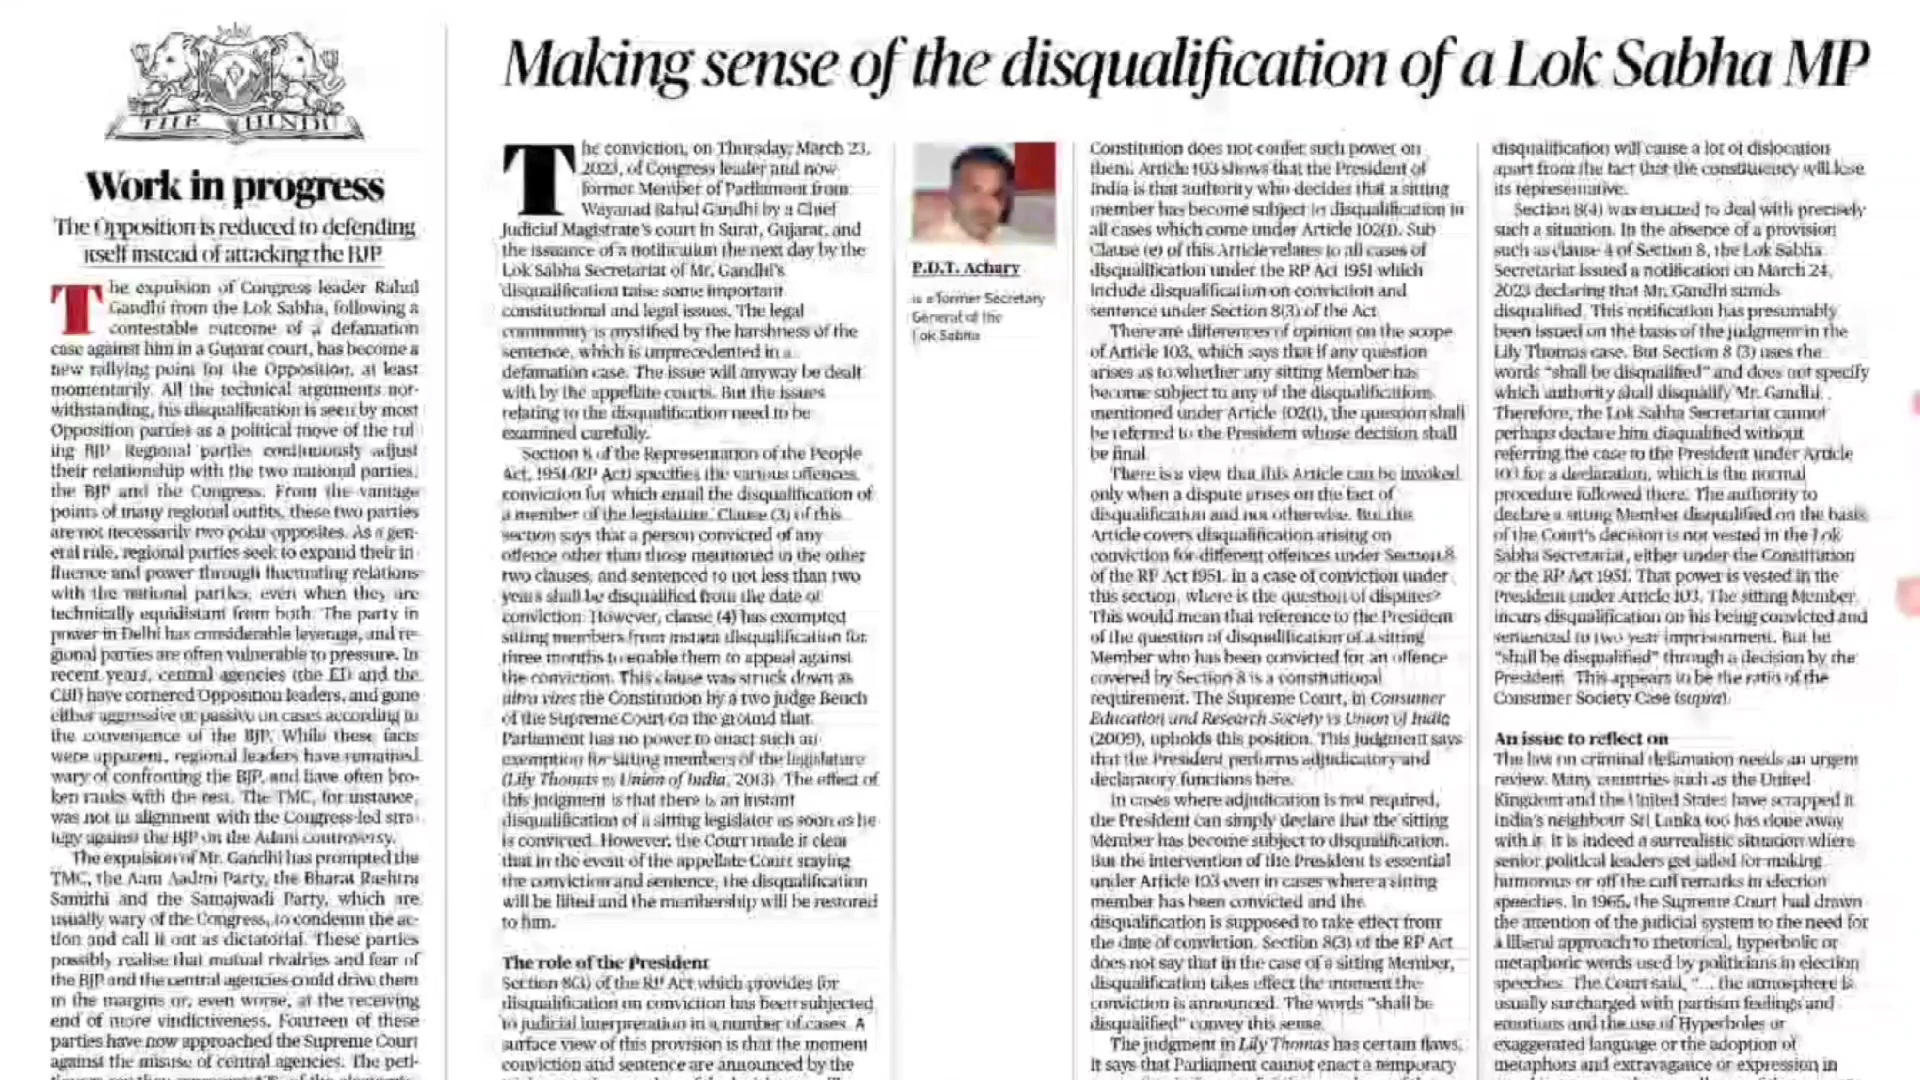 Making sense of the disqualification of a Lok Sabha MP
THE HINDU
Work in progress
The Opposition is reduced to defending
itself instead of attacking the BJP
The expulsion of Congress leader Rahul
Gandhi from the Lok Sabha, following a
contestable outcome of a defamation
case against him in a Gujarat court, has become a
new rallying point for the Opposition, at least
momentarily. All the technical arguments not-
withstanding, his disqualification is seen by most
Opposition parties as a political move of the rul
ing BJP. Regional parties continuously adjust
their relationship with the two national parties,
the BJP and the Congress. From the vantage
points of many regional outfits, these two parties
are not necessarily two polar opposites. As a gen-
eral rule, regional parties seek to expand their in
fluence and power through fluctuating relations
with the national parties, even when they are
technically equidistant from both. The party in
power in Delhi has considerable leverage, and re-
gional parties are often vulnerable to pressure. In
recent years, central agencies (the ED and the
CBI) have cornered Opposition leaders, and gone
either aggressive or passive on cases according to
the convenience of the BJP. While these facts
were apparent, regional leaders have remained
wary of confronting the BJP, and have often bro-
ken ranks with the rest. The TMC, for instance,
was not in alignment with the Congress-led stra-
tegy against the BJP on the Adani controversy.
The expulsion of Mr. Gandhi has prompted the
TMC, the Aam Aadmi Party, the Bharat Rashtra
Samithi and the Samajwadi Party, which are
usually wary of the Congress, to condemn the ac-
tion and call it out as dictatorial. These parties
possibly realise that mutual rivalries and fear of
the BJP and the central agencies could drive them
to the margins or, even worse, at the receiving
end of more vindictiveness. Fourteen of these
parties have now approached the Supreme Court
against the misuse of central agencies. The peti-
The conviction, on Thursday, March 23,
2023, of Congress leader and now
former Member of Parliament from
Wayanad Rahul Gandhi by a Chief
Judicial Magistrate's court in Surat, Gujarat, and
the issuance of a notification the next day by the
Lok Sabha Secretariat of Mr. Gandhi's
disqualification raise some important
constitutional and legal issues. The legal
community is mystified by the harshness of the
sentence, which is unprecedented in a
defamation case. The issue will anyway be dealt
with by the appellate courts. But the issues
relating to the disqualification need to be
examined carefully.
Section 8 of the Representation of the People
Act, 1951 (RP Act) specifies the various offences,
conviction for which entail the disqualification of
a member of the legislature. Clause (3) of this
section says that a person convicted of any
offence other than those mentioned in the other
two clauses, and sentenced to not less than two
years shall be disqualified from the date of
conviction. However, clause (4) has exempted
sitting members from instant disqualification for
three months to enable them to appeal against
the conviction. This clause was struck down as
ultra vires the Constitution by a two judge Bench
of the Supreme Court on the ground that
Parliament has no power to enact such an
exemption for sitting members of the legislature
(Lily Thomas vs Union of India, 2013). The effect of
this judgment is that there is an instant
disqualification of a sitting legislator as soon as he
is convicted. However, the Court made it clear
that in the event of the appellate Court staying
the conviction and sentence, the disqualification
will be lifted and the membership will be restored
to him.
The role of the President
Section 8(3) of the RP Act which provides for
disqualification on conviction has been subjected
to judicial interpretation in a number of cases. A
surface view of this provision is that the moment
conviction and sentence are announced by the
P.D.T. Achary
is a former Secretary
General of the
Lok Sabha
Constitution does not confer such power on
them. Article 103 shows that the President of
India is that authority who decides that a sitting
member has become subject to disqualification in
all cases which come under Article 102(1). Sub
Clause (e) of this Article relates to all cases of
disqualification under the RP Act 1951 which
include disqualification on conviction and
sentence under Section 8(3) of the Act.
There are differences of opinion on the scope
of Article 103, which says that if any question
arises as to whether any sitting Member has
become subject to any of the disqualifications
mentioned under Article 102(1), the question shall
be referred to the President whose decision shall
be final.
There is a view that this Article can be invoked
only when a dispute arises on the fact of
disqualification and not otherwise. But this
Article covers disqualification arising on
conviction for different offences under Section 8
of the RP Act 1951. In a case of conviction under
this section, where is the question of disputes?
This would mean that reference to the President
of the question of disqualification of a sitting
Member who has been convicted for an offence
covered by Section 8 is a constitutional
requirement. The Supreme Court, in Consumer
Education and Research Society vs Union of India
(2009), upholds this position. This judgment says
that the President performs adjudicatory and
declaratory functions here.
In cases where adjudication is not required,
the President can simply declare that the sitting
Member has become subject to disqualification.
But the intervention of the President is essential
under Article 103 even in cases where a sitting
member has been convicted and the
disqualification is supposed to take effect from
the date of conviction. Section 8(3) of the RP Act
does not say that in the case of a sitting Member,
disqualification takes effect the moment the
conviction is announced. The words "shall be
disqualified" convey this sense.
The judgment in Lily Thomas has certain flaws.
It says that Parliament cannot enact a temporary
disqualification will cause a lot of dislocation
apart from the fact that the constituency will lose
its representative.
Section 8(4) was enacted to deal with precisely
such a situation. In the absence of a provision
such as clause 4 of Section 8, the Lok Sabha
Secretariat issued a notification on March 24,
2023 declaring that Mr. Gandhi stands
disqualified. This notification has presumably
been issued on the basis of the judgment in the
Lily Thomas case. But Section 8 (3) uses the
words "shall be disqualified" and does not specify
which authority shall disqualify Mr. Gandhi.
Therefore, the Lok Sabha Secretariat cannot
perhaps declare him disqualified without
referring the case to the President under Article
103 for a declaration, which is the normal
procedure followed there. The authority to
declare a sitting Member disqualified on the basis
of the Court's decision is not vested in the Lok
Sabha Secretariat, either under the Constitution
or the RP Act 1951. That power is vested in the
President under Article 103. The sitting Member
incurs disqualification on his being convicted and
sentenced to two year imprisonment. But he
"shall be disqualified" through a decision by the
President. This appears to be the ratio of the
Consumer Society Case (supra).
An issue to reflect on
The law on criminal defamation needs an urgent
review. Many countries such as the United
Kingdom and the United States have scrapped it.
India's neighbour Sri Lanka too has done away
with it. It is indeed a surrealistic situation where
senior political leaders get jailed for making
humorous or off the cuff remarks in election
speeches. In 1965, the Supreme Court had drawn
the attention of the judicial system to the need for
a liberal approach to rhetorical, hyperbolic or
metaphoric words used by politicians in election
speeches. The Court said, "... the atmosphere is
usually surcharged with partisan feelings and
emotions and the use of Hyperboles or
exaggerated language or the adoption of
metaphors and extravagance or expression in